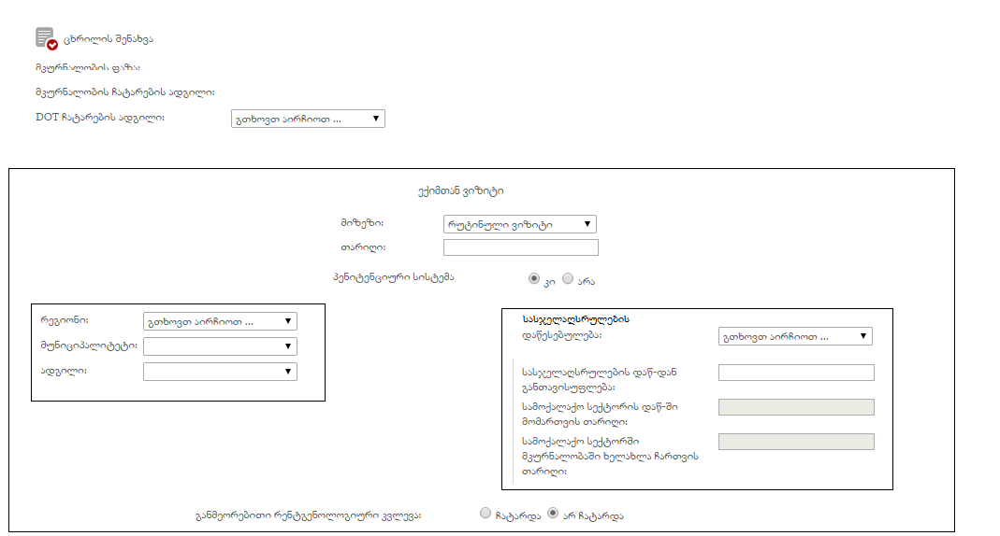 ცხრილის შენახვა
მკურნალობის ფაზა:
მკურნალობის ჩატარების ადგილი:
DOT ჩატარების ადგილი: გთხოვთ აირჩიოთ ...
ექიმთან ვიზიტი
მიზეზი: რუტინული ვიზიტი
თარიღი:
პენიტენციური სისტემა კი არა
რეგიონი: გთხოვთ აირჩიოთ ...
მუნიციპალიტეტი:
ადგილი:
სასჯელაღსრულების
დაწესებულება: გთხოვთ აირჩიოთ ...
სასჯელაღსრულების დაწ-დან
განთავისუფლება:
სამოქალაქო სექტორის დაწ-ში
მომართვის თარიღი:
სამოქალაქო სექტორში
მკურნალობაში ხელახლა ჩართვის
თარიღი:
განმეორებითი რენტგენოლოგიური კვლევა: ჩატარდა არ ჩატარდა